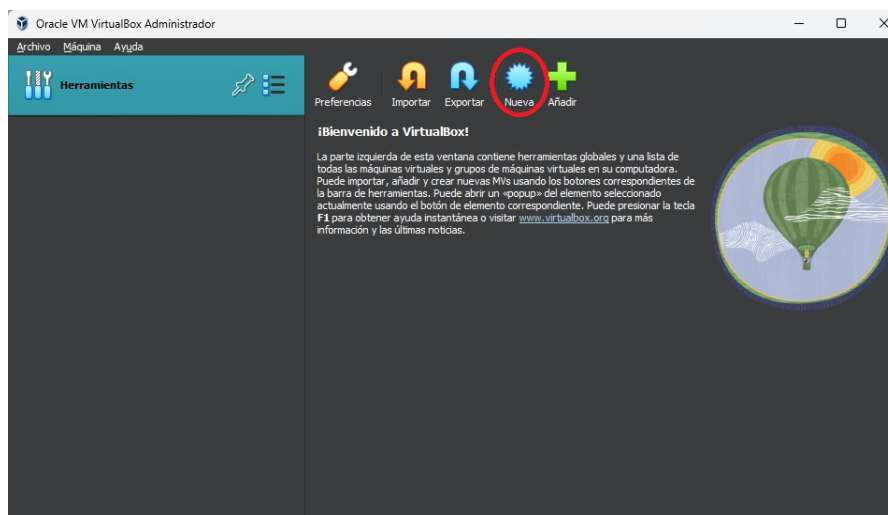 Oracle VM VirtualBox Administrador
Archivo Máquina Ayuda
Herramientas
Preferencias Importar Exportar Nueva Añadir
¡Bienvenido a VirtualBox!
La parte izquierda de esta ventana contiene herramientas globales y una lista de
todas las máquinas virtuales y grupos de máquinas virtuales en su computadora.
Puede importar, añadir y crear nuevas MVs usando los botones correspondientes de
la barra de herramientas. Puede abrir un «popup» del elemento seleccionado
actualmente usando el botón de elemento correspondiente. Puede presionar la tecla
F1 para obtener ayuda instantánea o visitar www.virtualbox.org para más
información y las últimas noticias.